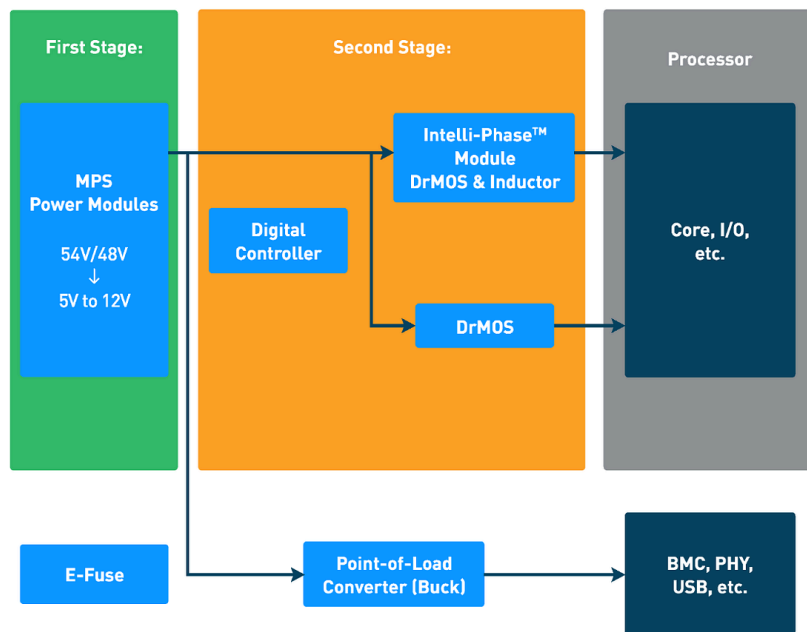 First Stage:
Second Stage:
Processor
MPS
Power Modules
54V/48V
↓
5V to 12V
Digital
Controller
Intelli-Phase™
Module
DrMOS & Inductor
DrMOS
Core, I/O,
etc.
E-Fuse
Point-of-Load
Converter (Buck)
BMC, PHY,
USB, etc.